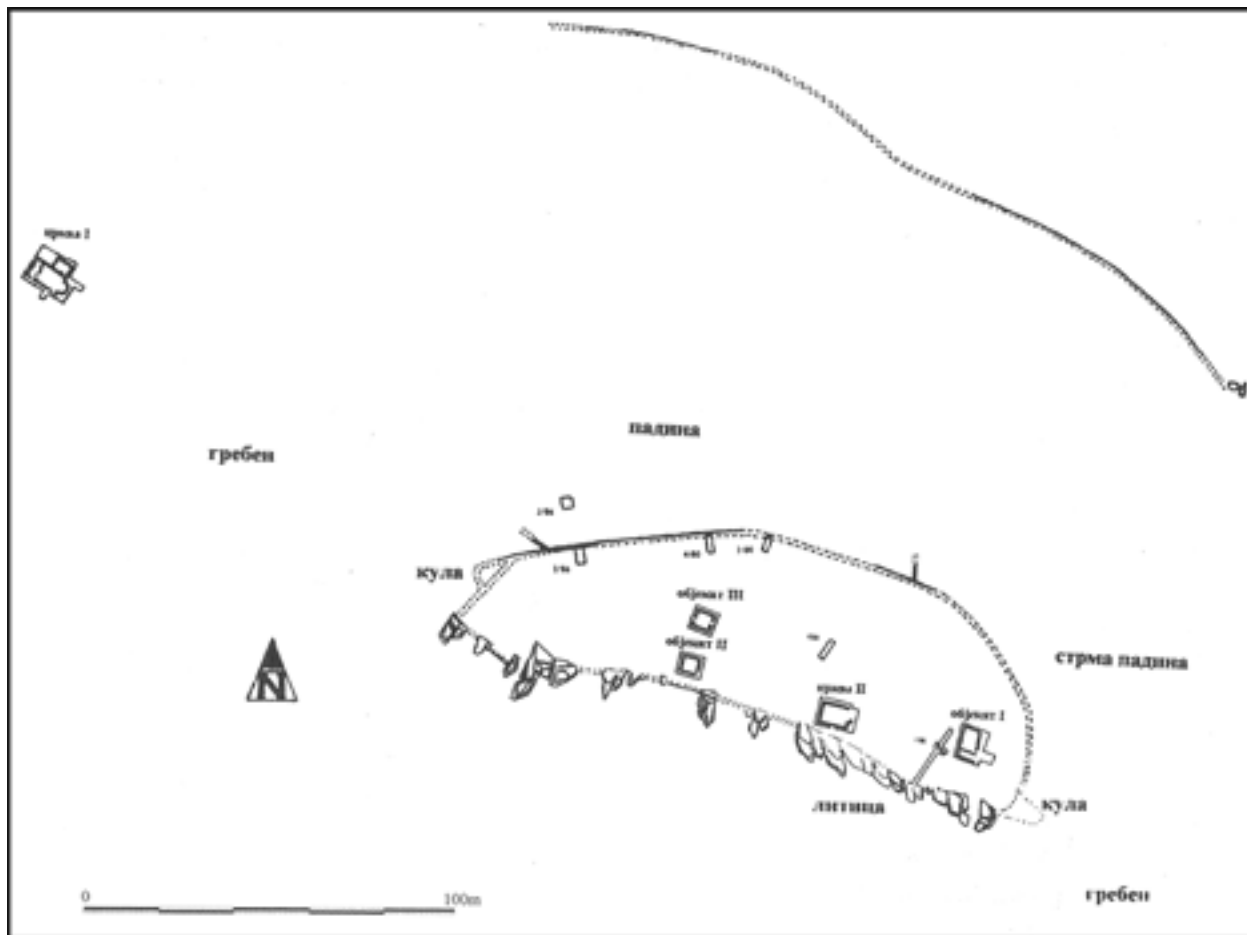 црква I
падина
гребен
кула
објекат III
објекат II
стрма падина
црква II
објекат I
литица
кула
N
0
100m
гребен